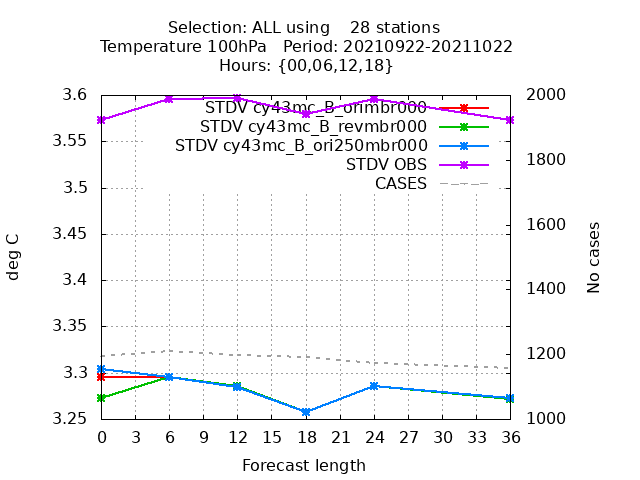 Selection: ALL using 28 stations
Temperature 100hPa Period: 20210922-20211022
Hours: {00,06,12,18}
3.6
3.55
3.5
3.45
3.4
3.35
3.3
3.25
deg C
STDV cy43mc_B_orimbr000
STDV cy43mc_B_revmbr000
STDV cy43mc_B_ori250mbr000
STDV OBS
CASES
2000
1800
1600
1400
1200
1000
No cases
0 3 6 9 12 15 18 21 24 27 30 33 36
Forecast length